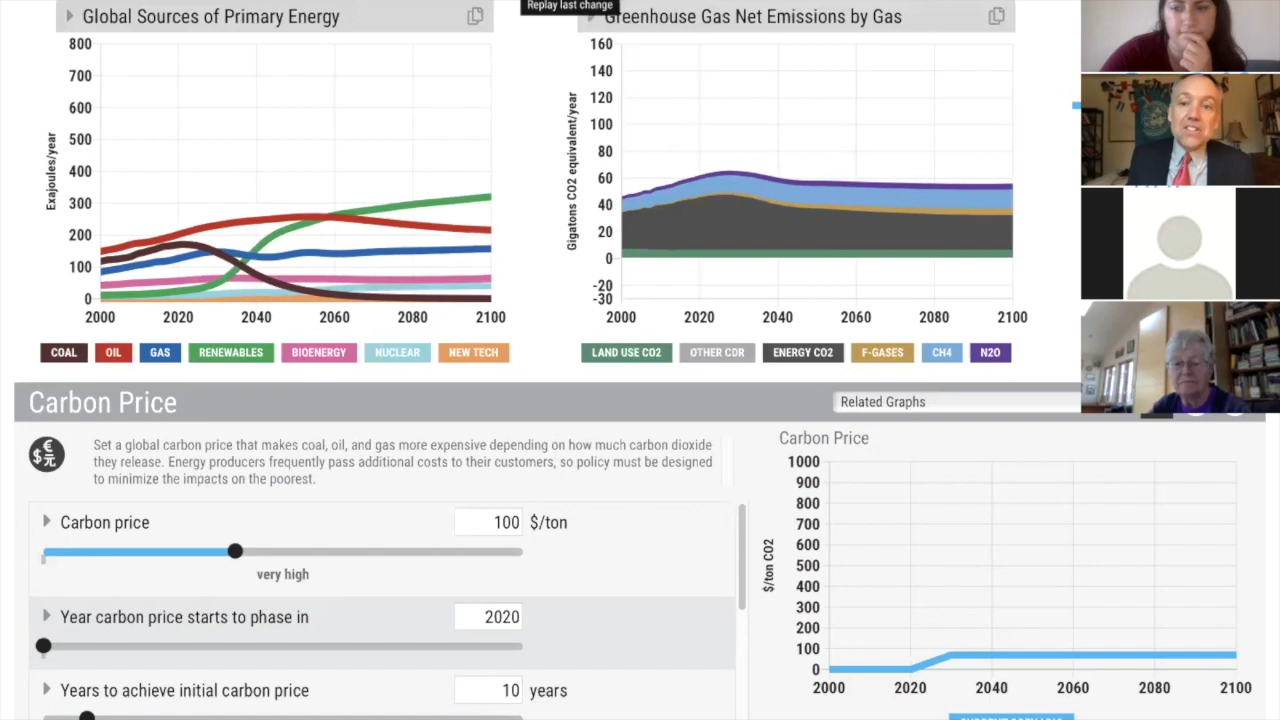 Replay last change
Global Sources of Primary Energy
Greenhouse Gas Net Emissions by Gas
800
700
600
500
400
300
200
100
0
Exajoules/year
2000 2020 2040 2060 2080 2100
COAL OIL GAS RENEWABLES BIOENERGY NUCLEAR NEW TECH
160
140
120
100
80
60
40
20
0
-20
-30
Gigatons CO2 equivalent/year
2000 2020 2040 2060 2080 2100
LAND USE CO2 OTHER CDR ENERGY CO2 F-GASES CH4 N2O
Carbon Price
Related Graphs
$ € 元
Set a global carbon price that makes coal, oil, and gas more expensive depending on how much carbon dioxide
they release. Energy producers frequently pass additional costs to their customers, so policy must be designed
to minimize the impacts on the poorest.
Carbon price 100 $/ton
very high
Year carbon price starts to phase in 2020
Years to achieve initial carbon price 10 years
Carbon Price
1000
900
800
700
600
500
400
300
200
100
0
$/ton CO2
2000 2020 2040 2060 2080 2100
CURRENT SCENARIO